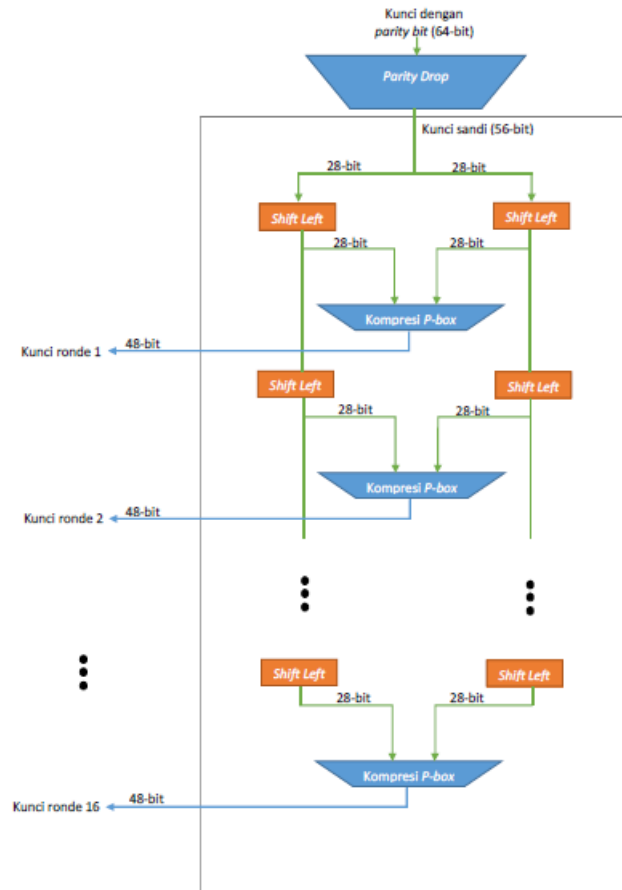 Kunci dengan
parity bit (64-bit)
Parity Drop
Kunci sandi (56-bit)
28-bit
28-bit
Shift Left
Shift Left
28-bit
28-bit
Kompresi P-box
48-bit
Kunci ronde 1
Shift Left
Shift Left
28-bit
28-bit
Kompresi P-box
48-bit
Kunci ronde 2
Shift Left
Shift Left
28-bit
28-bit
Kompresi P-box
48-bit
Kunci ronde 16